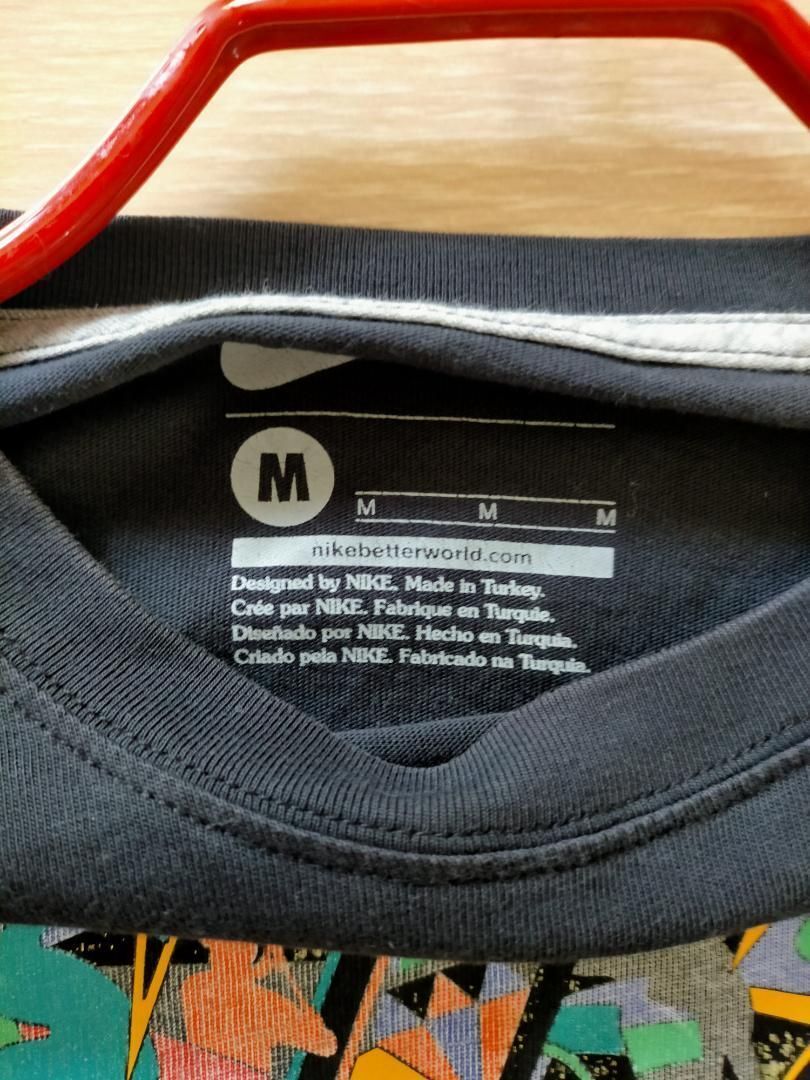 M
M M M
nikebetterworld.com
Designed by NIKE. Made in Turkey.
Crée par NIKE. Fabrique en Turquie.
Diseñado por NIKE. Hecho en Turquia.
Criado pela NIKE. Fabricado na Turquia.